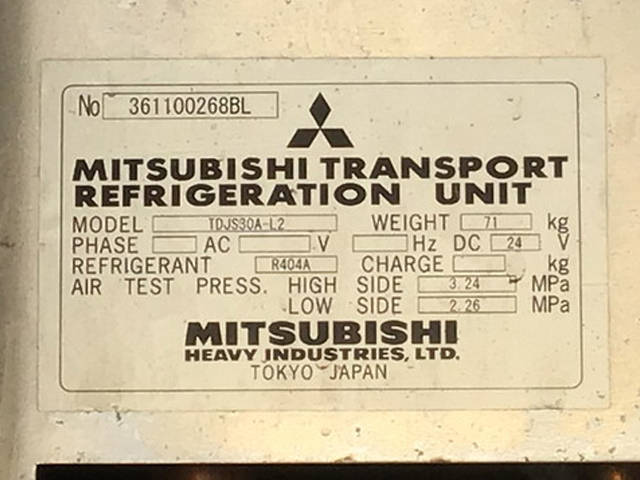 No 361100268BL
MITSUBISHI TRANSPORT
REFRIGERATION UNIT
MODEL TDJS30A-L2 WEIGHT 71 kg
PHASE AC V Hz DC 24 V
REFRIGERANT R404A CHARGE kg
AIR TEST PRESS. HIGH SIDE 3.24 MPa
LOW SIDE 2.26 MPa
MITSUBISHI
HEAVY INDUSTRIES, LTD.
TOKYO JAPAN